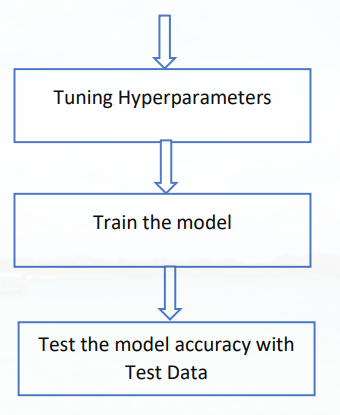 Tuning Hyperparameters
Train the model
Test the model accuracy with
Test Data